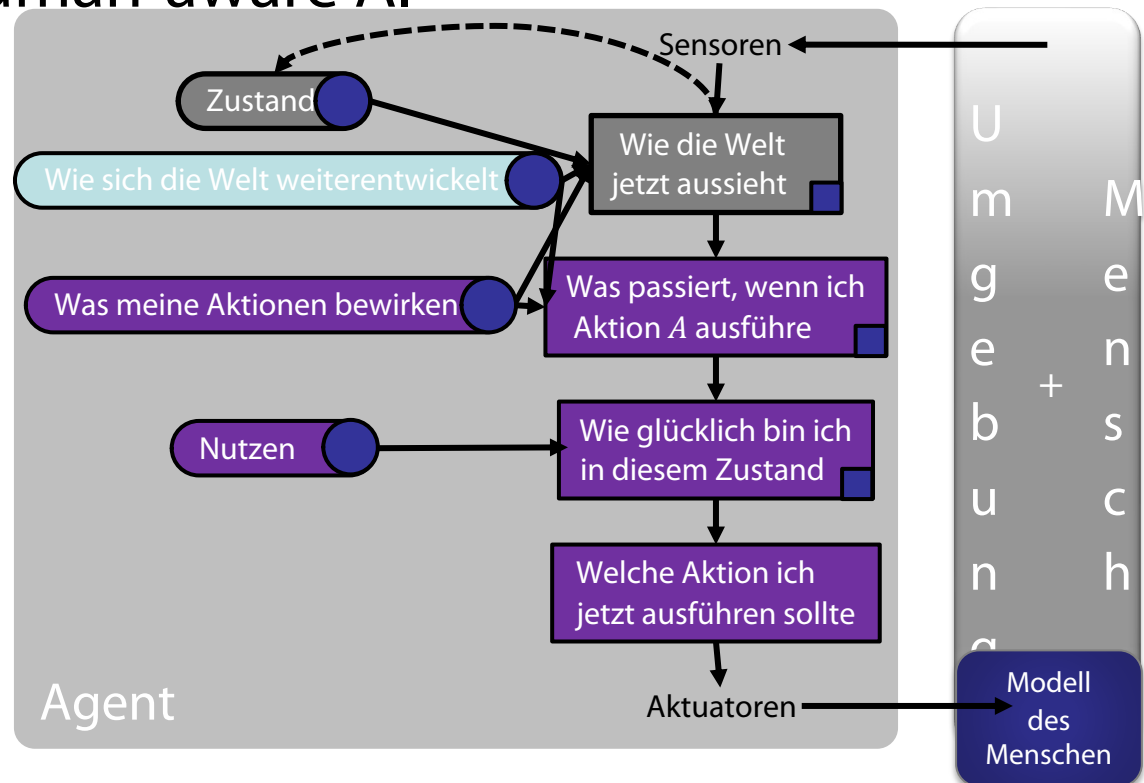 Sensoren
Zustand
Wie die Welt
jetzt aussieht
Wie sich die Welt weiterentwickelt
Was meine Aktionen bewirken
Was passiert, wenn ich
Aktion A ausführe
Nutzen
Wie glücklich bin ich
in diesem Zustand
Welche Aktion ich
jetzt ausführen sollte
Aktuatoren
Agent
U
m
g
e
b
u
n
+
M
e
n
s
c
h
Modell
des
Menschen